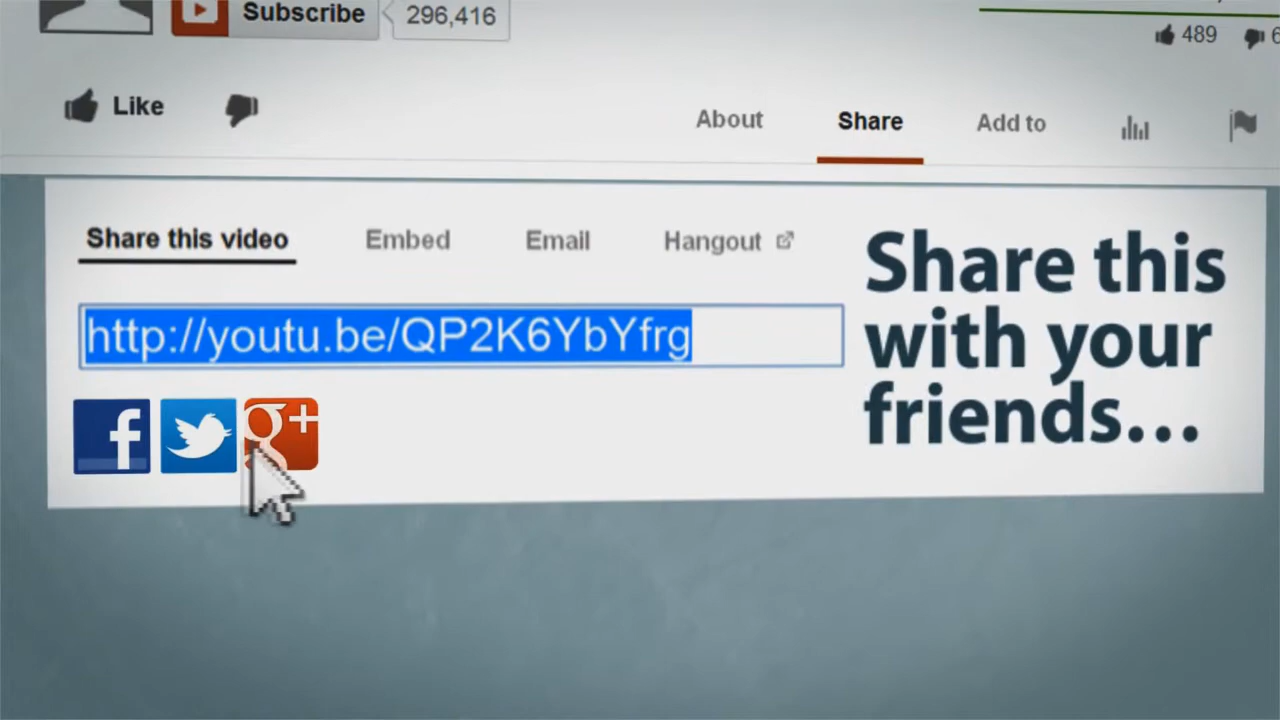 Subscribe 296,416
489
Like
About Share Add to
Share this video Embed Email Hangout
http://youtu.be/QP2K6YbYfrg
f g+
Share this
with your
friends…